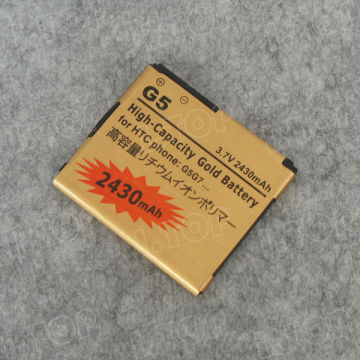 G5
High-Capacity Gold Battery
3.7V 2430mAh
for HTC phone: G5G7 ...
高容量リチウムイオンポリマー
2430mAh